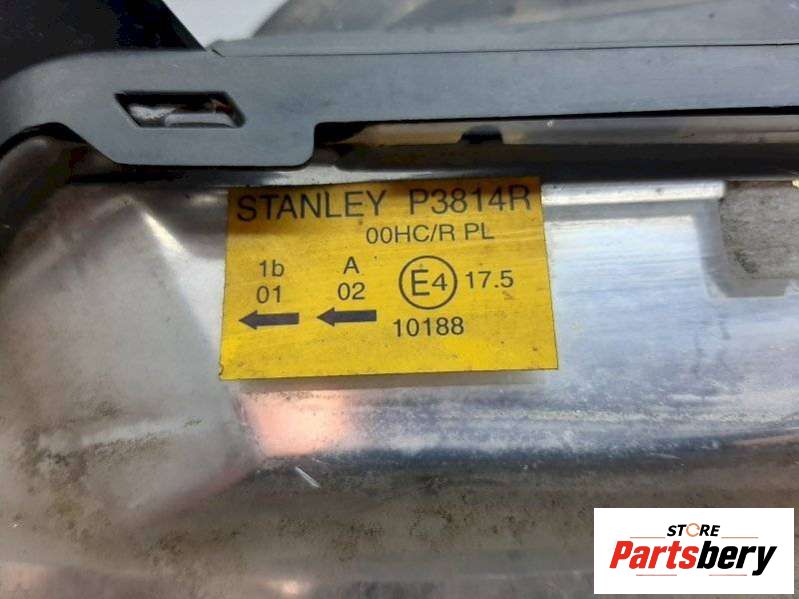 STANLEY P3814R
00HC/R PL
1b A E4 17.5
01 02
10188
STORE
Partsbery